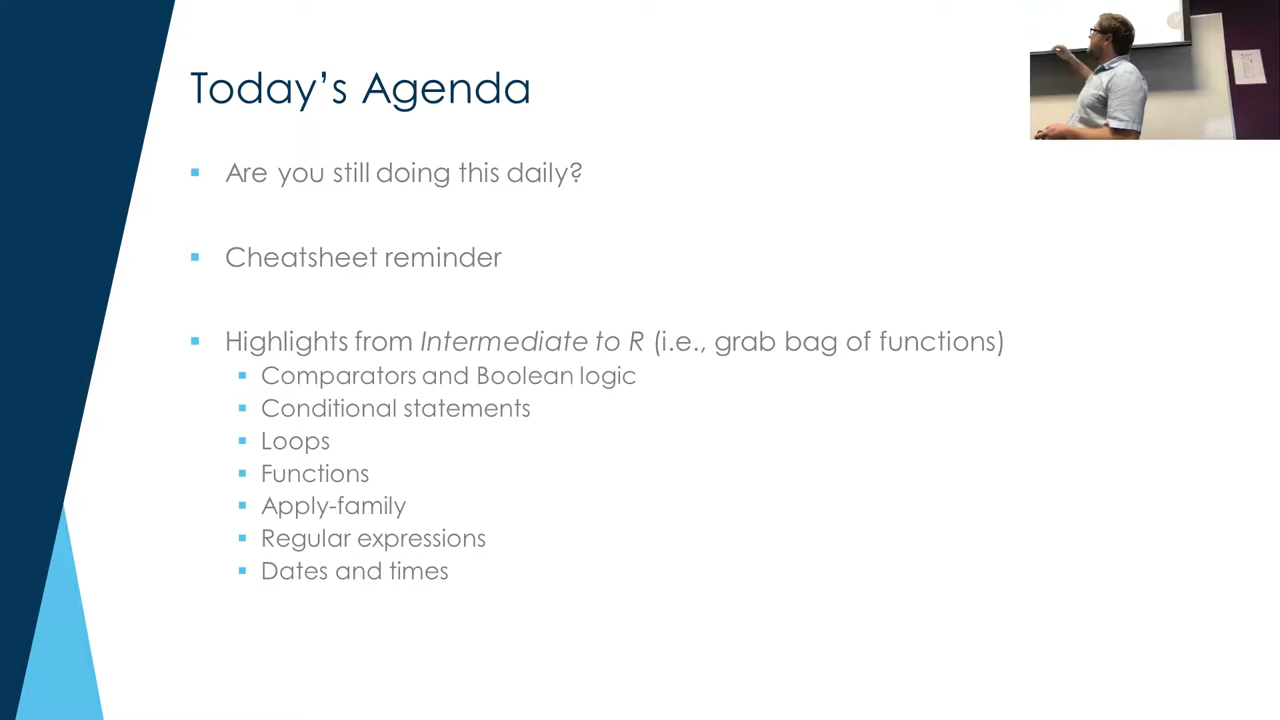 Today's Agenda
Are you still doing this daily?
Cheatsheet reminder
Highlights from Intermediate to R (i.e., grab bag of functions)
Comparators and Boolean logic
Conditional statements
Loops
Functions
Apply-family
Regular expressions
Dates and times